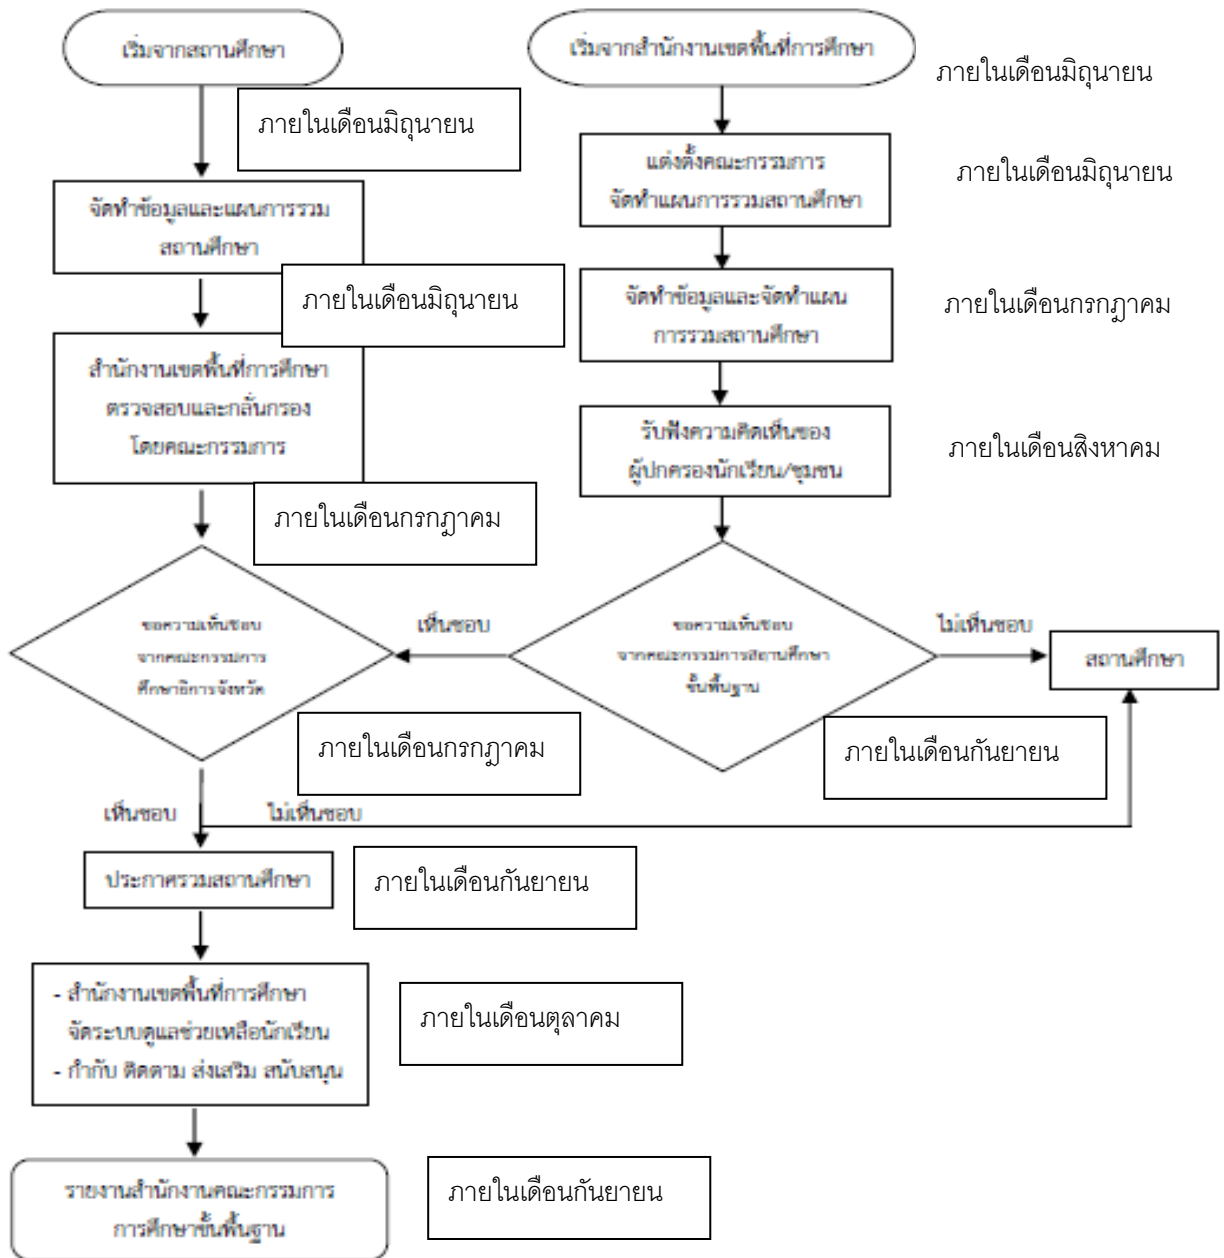 เริ่มจากสถานศึกษา
เริ่มจากสำนักงานเขตพื้นที่การศึกษา
ภายในเดือนมิถุนายน
ภายในเดือนมิถุนายน
แต่งตั้งคณะกรรมการ
จัดทำแผนการรวมสถานศึกษา
ภายในเดือนมิถุนายน
จัดทำข้อมูลและแผนการรวม
สถานศึกษา
ภายในเดือนมิถุนายน
จัดทำข้อมูลและจัดทำแผน
การรวมสถานศึกษา
ภายในเดือนกรกฎาคม
สำนักงานเขตพื้นที่การศึกษา
ตรวจสอบและกลั่นกรอง
โดยคณะกรรมการ
รับฟังความคิดเห็นของ
ผู้ปกครองนักเรียน/ชุมชน
ภายในเดือนสิงหาคม
ภายในเดือนกรกฎาคม
ขอความเห็นชอบ
จากคณะกรรมการ
ศึกษาธิการจังหวัด
เห็นชอบ
ขอความเห็นชอบ
จากคณะกรรมการสถานศึกษา
ขั้นพื้นฐาน
ไม่เห็นชอบ
สถานศึกษา
ภายในเดือนกรกฎาคม
ภายในเดือนกันยายน
เห็นชอบ
ไม่เห็นชอบ
ประกาศรวมสถานศึกษา
ภายในเดือนกันยายน
- สำนักงานเขตพื้นที่การศึกษา
จัดระบบดูแลช่วยเหลือนักเรียน
- กำกับ ติดตาม ส่งเสริม สนับสนุน
ภายในเดือนตุลาคม
รายงานสำนักงานคณะกรรมการ
การศึกษาขั้นพื้นฐาน
ภายในเดือนกันยายน